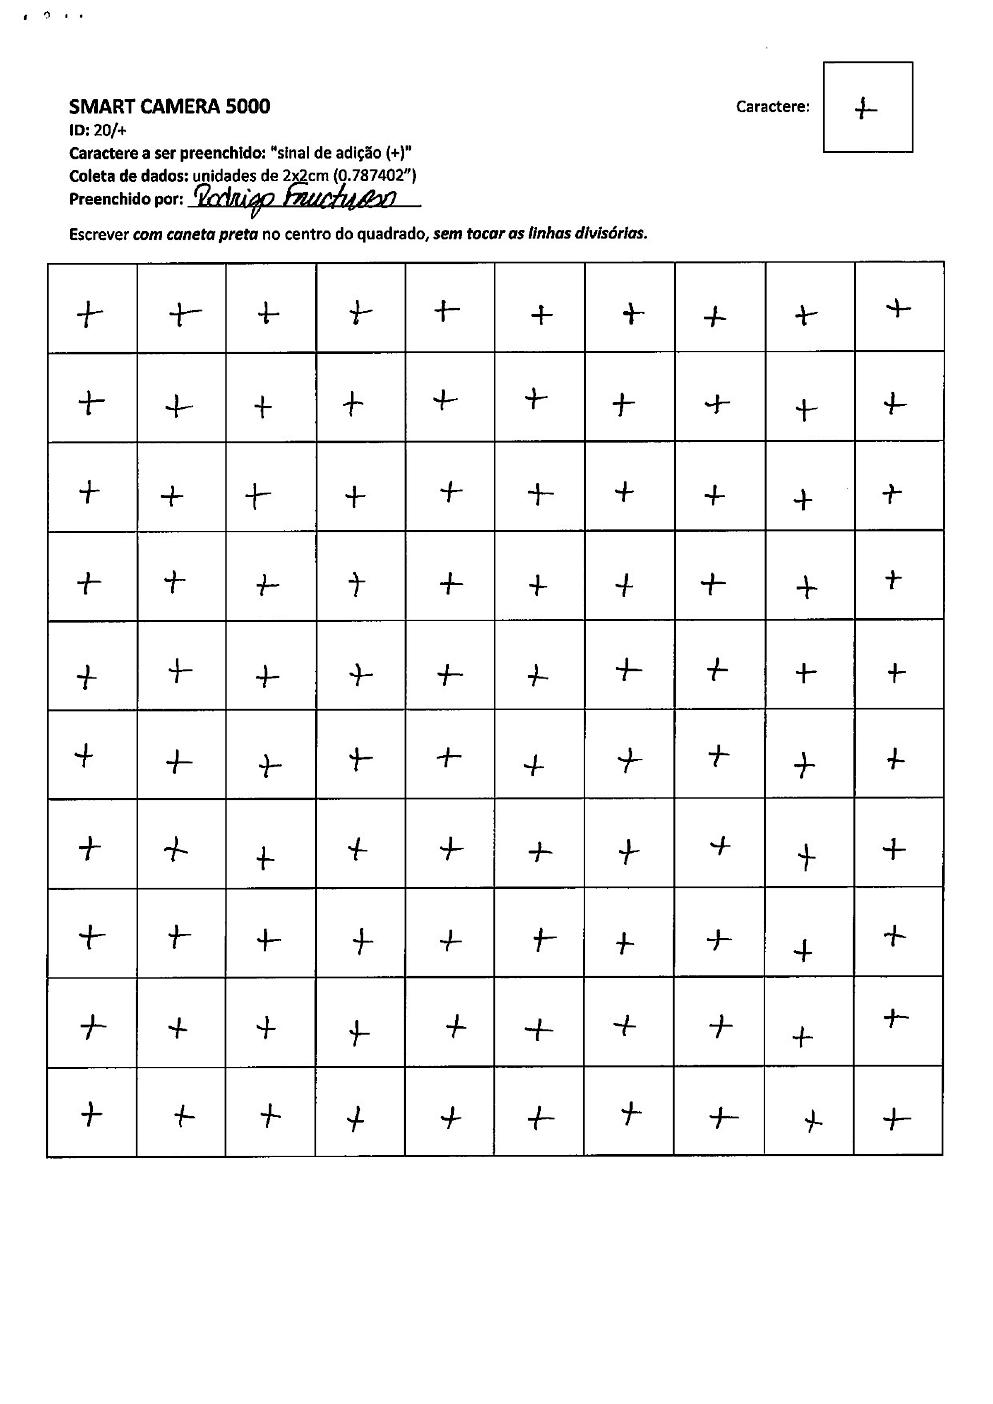 SMART CAMERA 5000
Caractere: +
ID: 20/+
Caractere a ser preenchido: "sinal de adição (+)"
Coleta de dados: unidades de 2x2cm (0.787402")
Preenchido por: Rodrigo Fructuoso
Escrever com caneta preta no centro do quadrado, sem tocar as linhas divisórias.
+ + + + + + + + + +
+ + + + + + + + + +
+ + + + + + + + + +
+ + + + + + + + + +
+ + + + + + + + + +
+ + + + + + + + + +
+ + + + + + + + + +
+ + + + + + + + + +
+ + + + + + + + + +
+ + + + + + + + + +